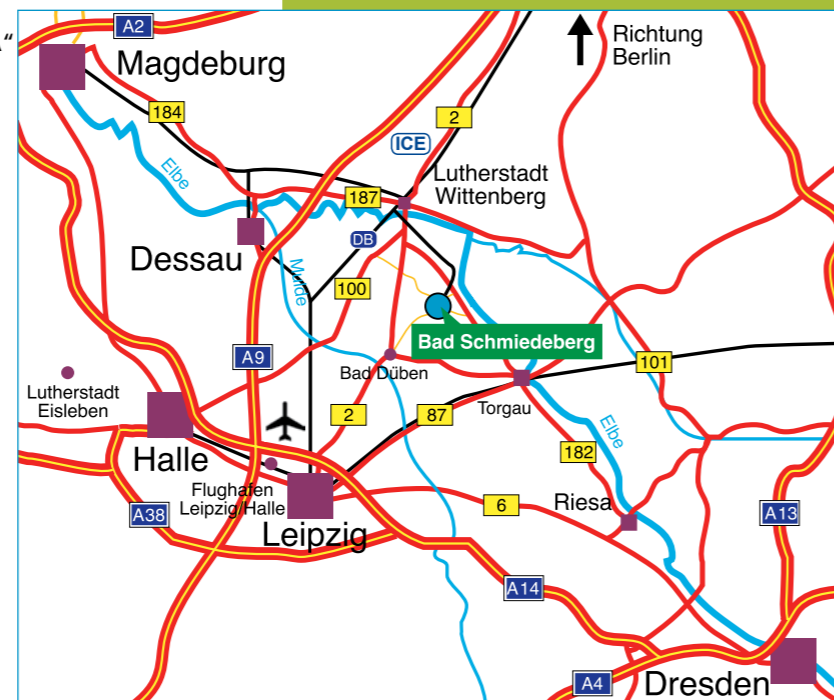 A2
Magdeburg
184
Elbe
Richtung
Berlin
2
ICE
Lutherstadt
Wittenberg
187
DB
Dessau
Mulde
100
Bad Schmiedeberg
A9
Bad Düben
101
Lutherstadt
Eisleben
2
87
Torgau
Elbe
Halle
182
Flughafen
Leipzig/Halle
Riesa
6
A38
Leipzig
A13
A14
A4
Dresden